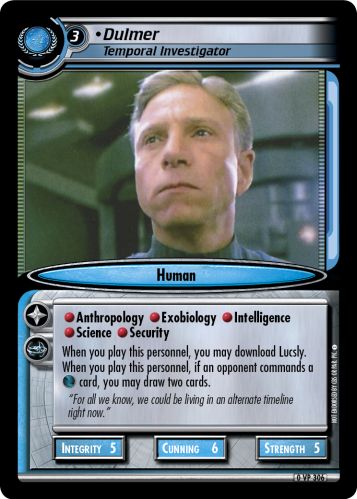 3
•Dulmer
Temporal Investigator
Human
Anthropology Exobiology Intelligence
Science Security
When you play this personnel, you may download Lucsly.
When you play this personnel, if an opponent commands a
card, you may draw two cards.
"For all we know, we could be living in an alternate timeline
right now."
INTEGRITY 5 CUNNING 6 STRENGTH 5
0 VP 306